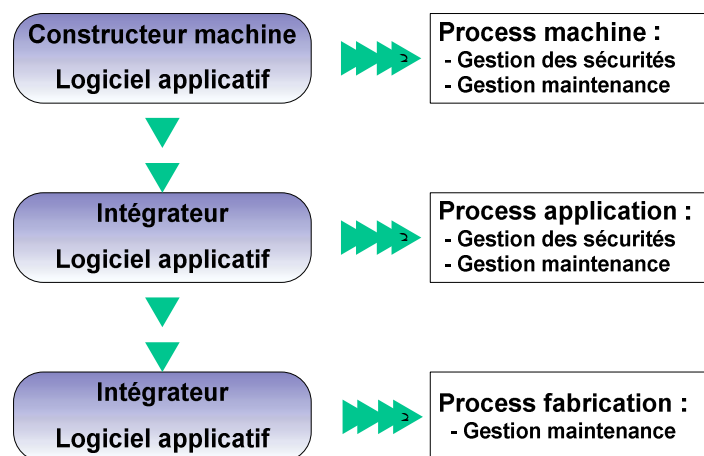 Constructeur machine
Logiciel applicatif
Process machine :
- Gestion des sécurités
- Gestion maintenance
Intégrateur
Logiciel applicatif
Process application :
- Gestion des sécurités
- Gestion maintenance
Intégrateur
Logiciel applicatif
Process fabrication :
- Gestion maintenance